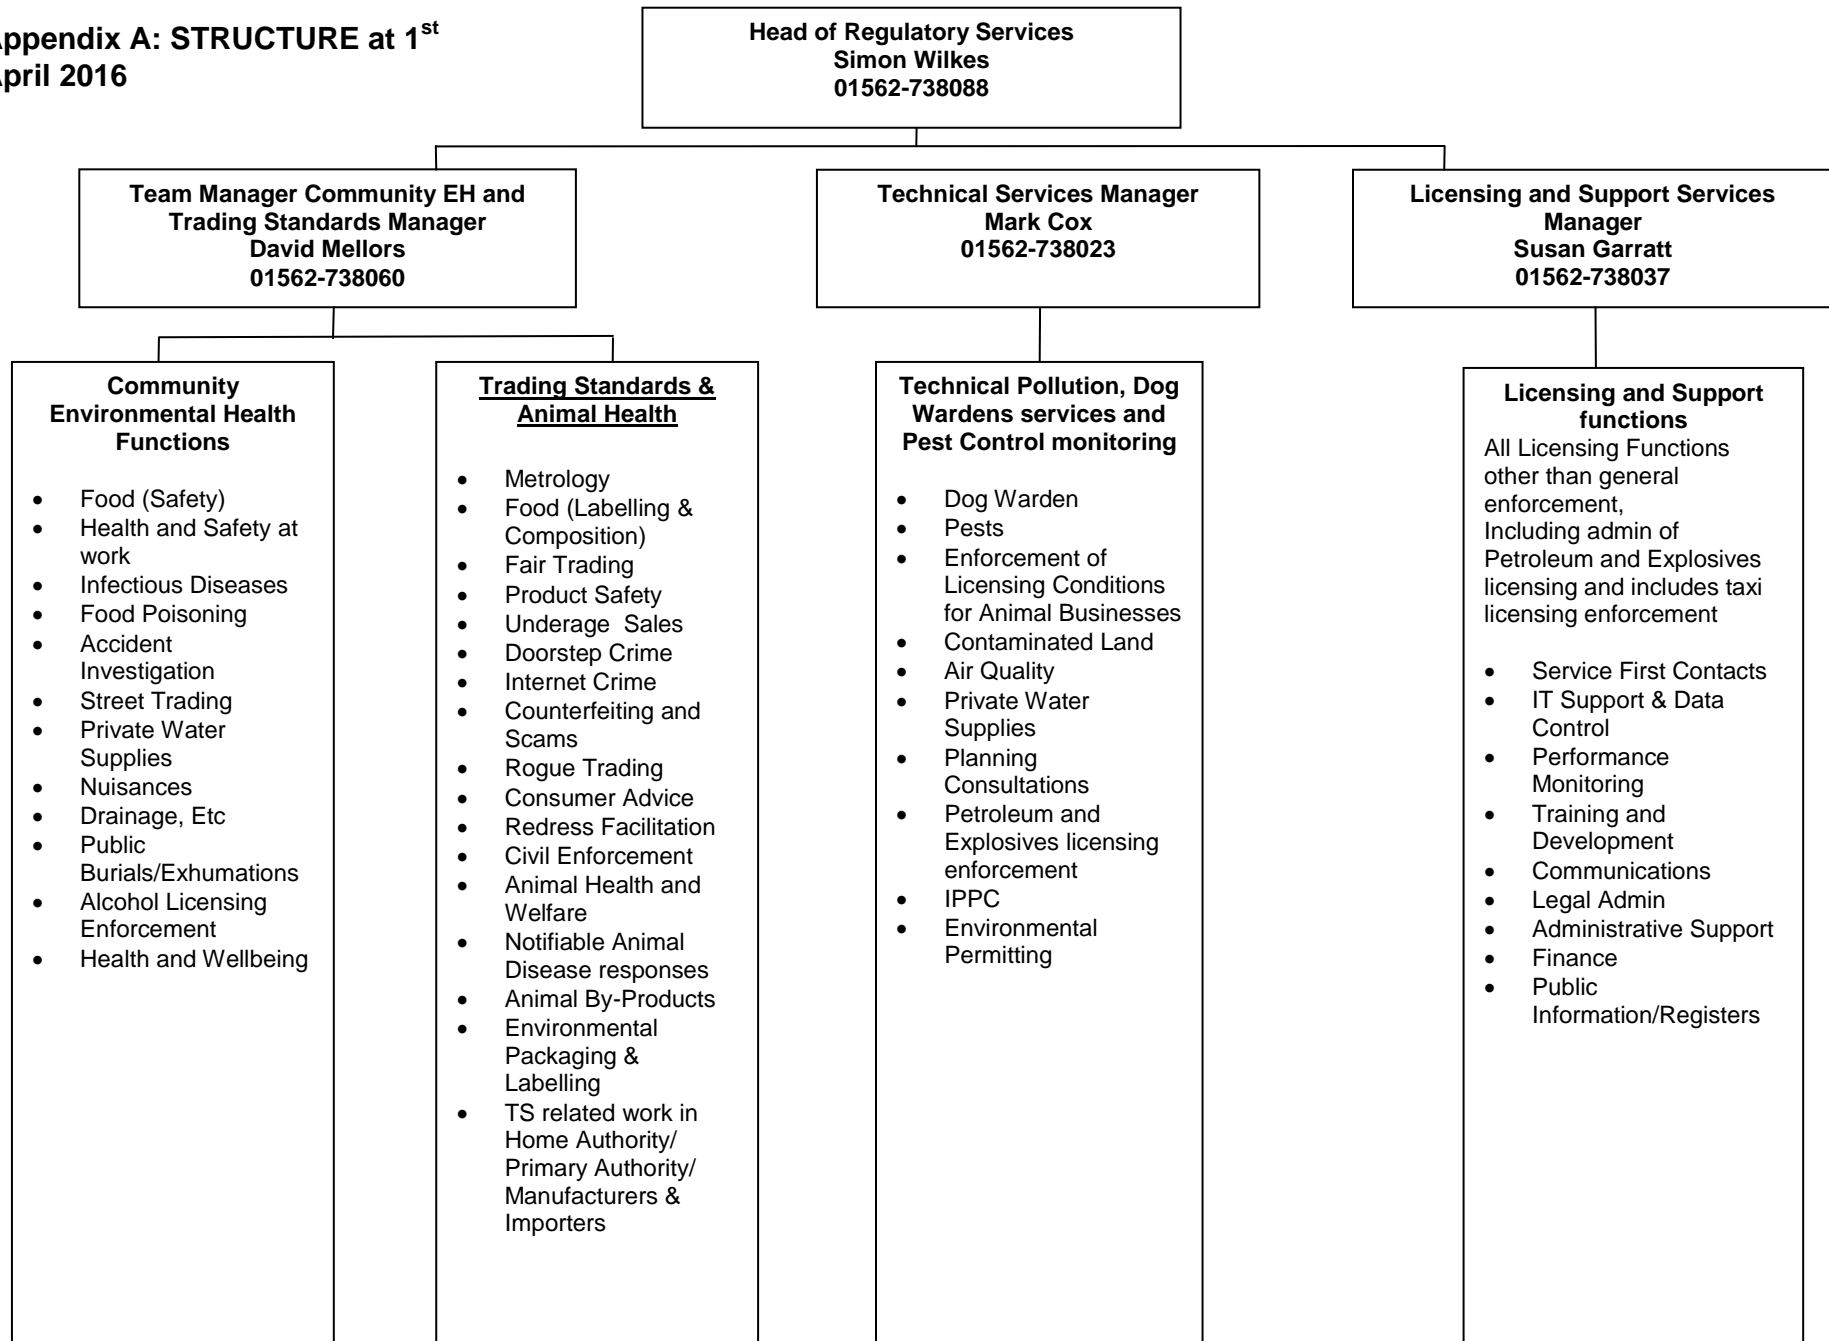 ppendix A: STRUCTURE at 1st
pril 2016
Head of Regulatory Services
Simon Wilkes
01562-738088
Team Manager Community EH and
Trading Standards Manager
David Mellors
01562-738060
Technical Services Manager
Mark Cox
01562-738023
Licensing and Support Services
Manager
Susan Garratt
01562-738037
Community
Environmental Health
Functions
• Food (Safety)
• Health and Safety at
work
• Infectious Diseases
• Food Poisoning
• Accident
Investigation
• Street Trading
• Private Water
Supplies
• Nuisances
• Drainage, Etc
• Public
Burials/Exhumations
• Alcohol Licensing
Enforcement
• Health and Wellbeing
Trading Standards &
Animal Health
• Metrology
• Food (Labelling &
Composition)
• Fair Trading
• Product Safety
• Underage  Sales
• Doorstep Crime
• Internet Crime
• Counterfeiting and
Scams
• Rogue Trading
• Consumer Advice
• Redress Facilitation
• Civil Enforcement
• Animal Health and
Welfare
• Notifiable Animal
Disease responses
• Animal By-Products
• Environmental
Packaging &
Labelling
• TS related work in
Home Authority/
Primary Authority/
Manufacturers &
Importers
Technical Pollution, Dog
Wardens services and
Pest Control monitoring
• Dog Warden
• Pests
• Enforcement of
Licensing Conditions
for Animal Businesses
• Contaminated Land
• Air Quality
• Private Water
Supplies
• Planning
Consultations
• Petroleum and
Explosives licensing
enforcement
• IPPC
• Environmental
Permitting
Licensing and Support
functions
All Licensing Functions
other than general
enforcement,
Including admin of
Petroleum and Explosives
licensing and includes taxi
licensing enforcement
• Service First Contacts
• IT Support & Data
Control
• Performance
Monitoring
• Training and
Development
• Communications
• Legal Admin
• Administrative Support
• Finance
• Public
Information/Registers